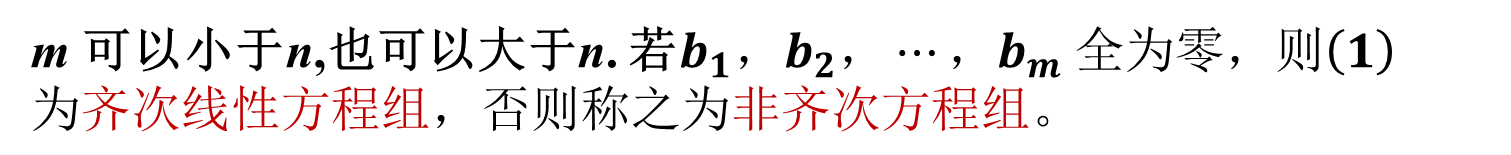 m 可以小于n,也可以大于n. 若b₁，b₂，⋯，bₘ 全为零，则(1)
为齐次线性方程组，否则称之为非齐次方程组。